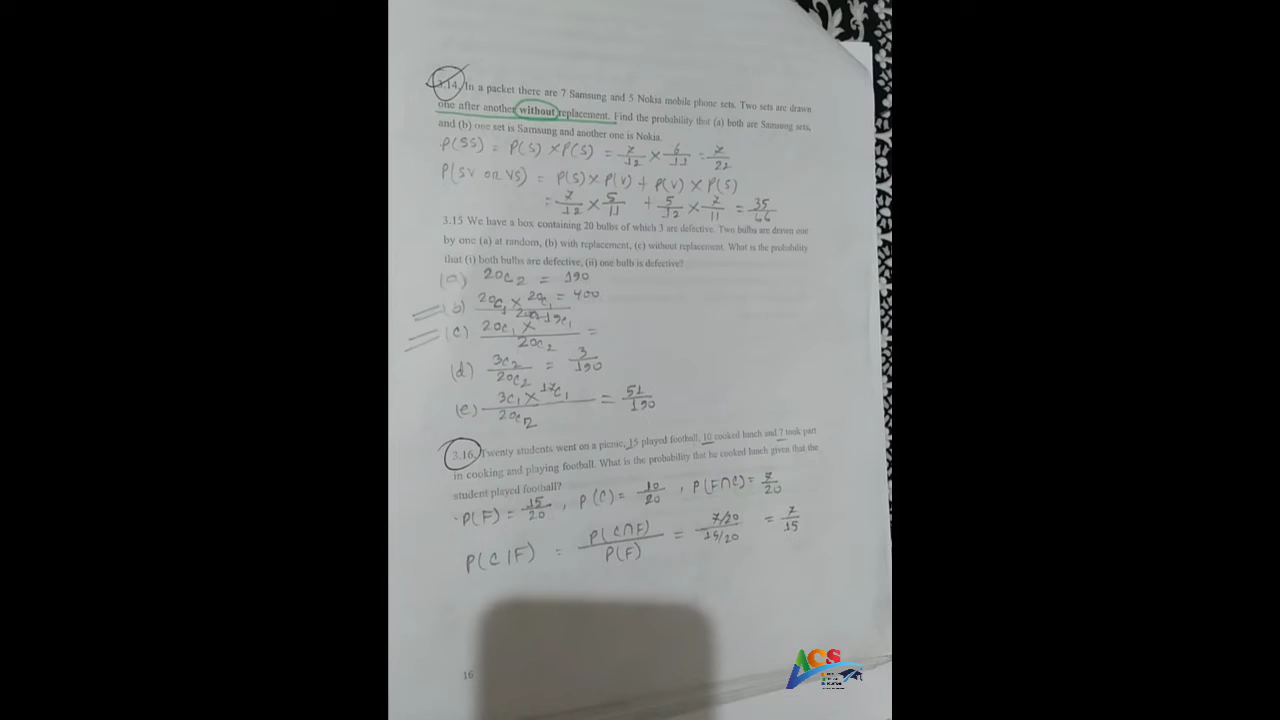 3.14. In a packet there are 7 Samsung and 5 Nokia mobile phone sets. Two sets are drawn
one after another without replacement. Find the probability that (a) both are Samsung sets,
and (b) one set is Samsung and another one is Nokia.
P(SS) = P(S) × P(S) = 7/12 × 6/11 = 7/22
P(SN or NS) = P(S) × P(N) + P(N) × P(S)
= 7/12 × 5/11 + 5/12 × 7/11 = 35/66
3.15 We have a box containing 20 bulbs of which 3 are defective. Two bulbs are drawn one
by one (a) at random, (b) with replacement, (c) without replacement. What is the probability
that (i) both bulbs are defective, (ii) one bulb is defective?
(a) 20c2 = 190
(b) 20c1 × 20c1 = 400
(c) 20c1 × 19c1 / 20c2 =
(d) 3c2 / 20c2 = 3/190
(e) 3c1 × 17c1 / 20c2 = 51/190
3.16. Twenty students went on a picnic, 15 played football, 10 cooked lunch and 7 took part
in cooking and playing football. What is the probability that he cooked lunch given that the
student played football?
P(F) = 15/20, P(C) = 10/20, P(F∩C) = 7/20
P(C|F) = P(C∩F) / P(F) = 7/20 / 15/20 = 7/15
16
ACS